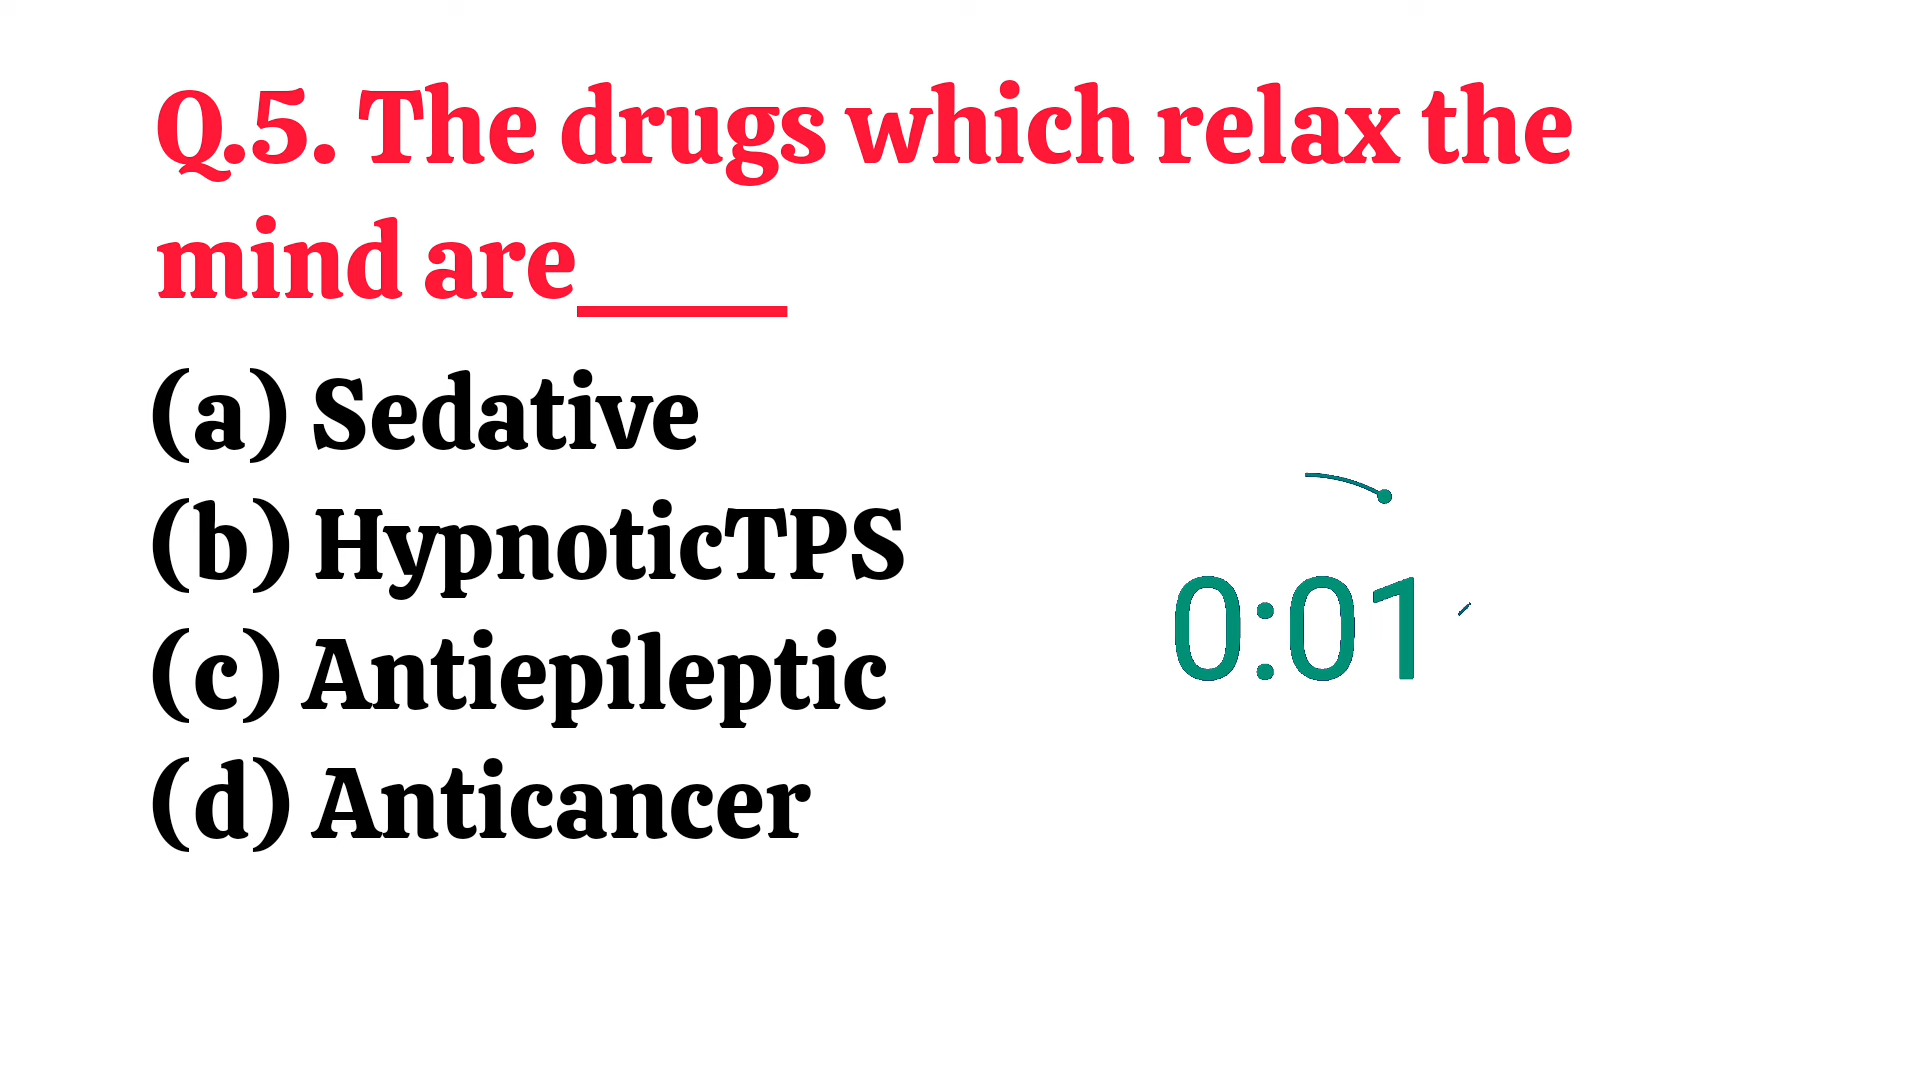 Q.5. The drugs which relax the
mind are____
(a) Sedative
(b) HypnoticTPS
(c) Antiepileptic
(d) Anticancer
0:01